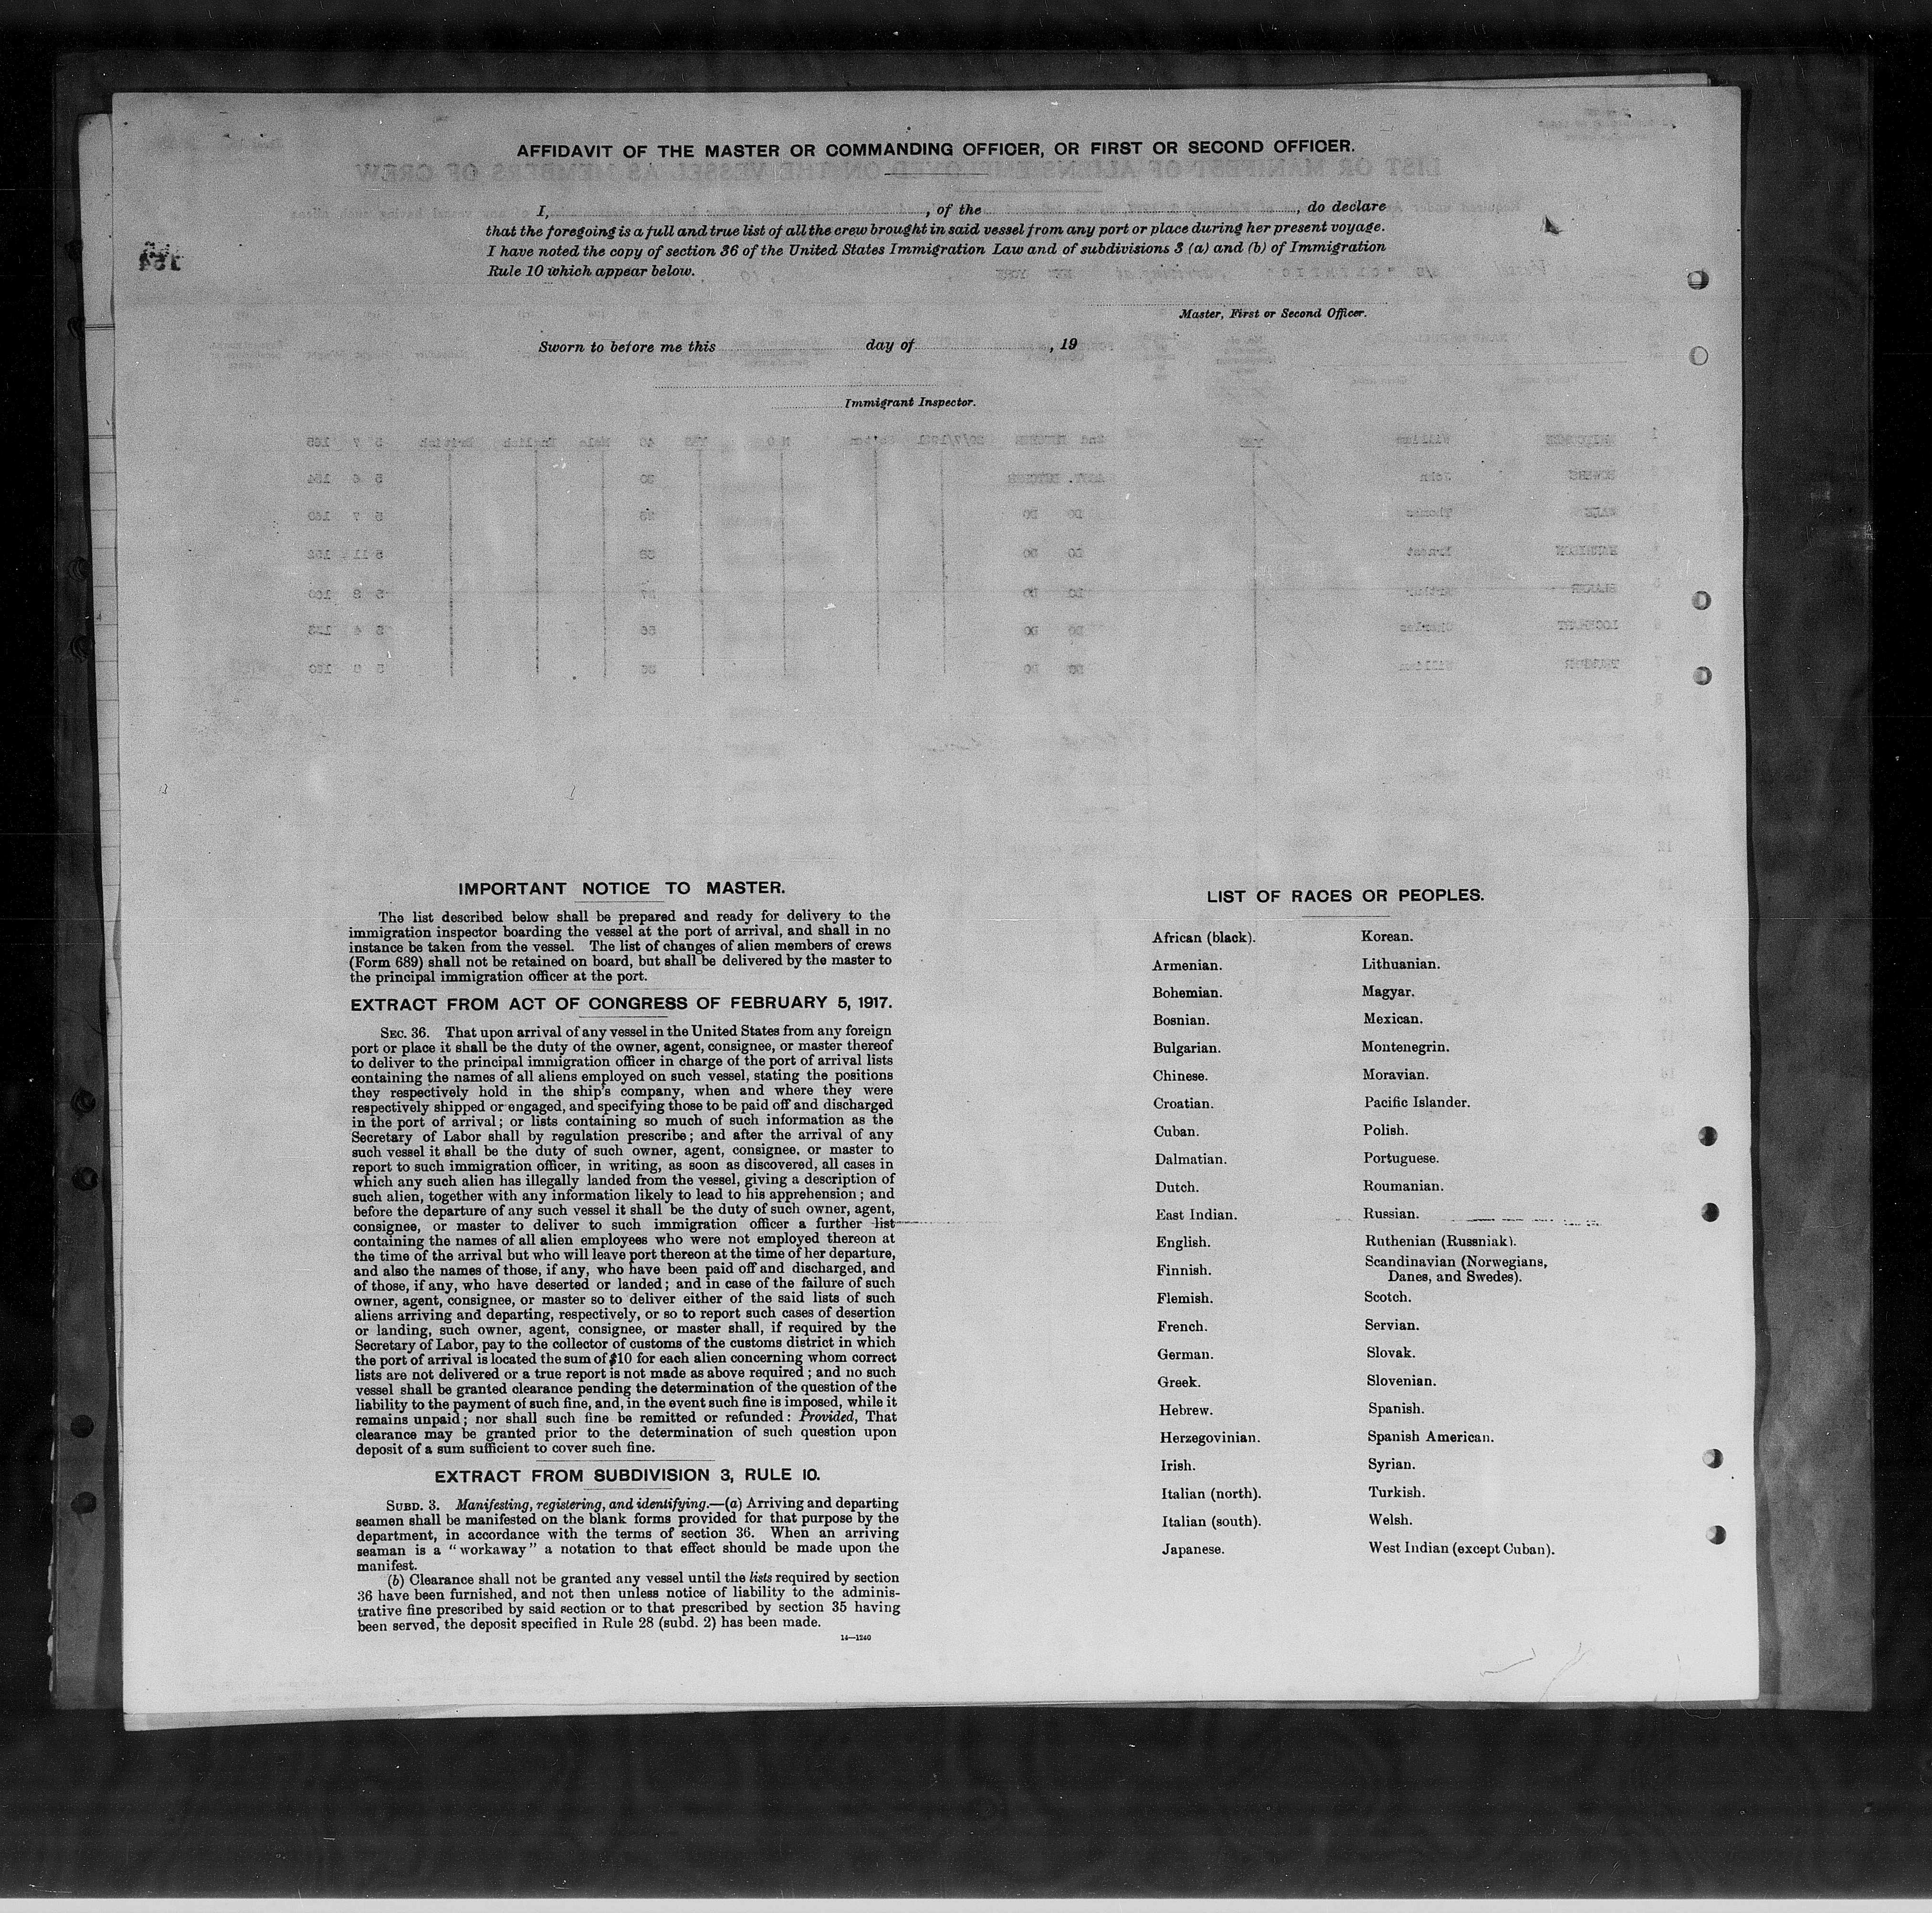 AFFIDAVIT OF THE MASTER OR COMMANDING OFFICER, OR FIRST OR SECOND OFFICER.
I, , of the , do declare
that the foregoing is a full and true list of all the crew brought in said vessel from any port or place during her present voyage.
I have noted the copy of section 36 of the United States Immigration Law and of subdivisions 3 (a) and (b) of Immigration
Rule 10 which appear below.
Master, First or Second Officer.
Sworn to before me this day of , 19
Immigrant Inspector.
IMPORTANT NOTICE TO MASTER.
The list described below shall be prepared and ready for delivery to the
immigration inspector boarding the vessel at the port of arrival, and shall in no
instance be taken from the vessel. The list of changes of alien members of crews
(Form 689) shall not be retained on board, but shall be delivered by the master to
the principal immigration officer at the port.
EXTRACT FROM ACT OF CONGRESS OF FEBRUARY 5, 1917.
SEC. 36. That upon arrival of any vessel in the United States from any foreign
port or place it shall be the duty of the owner, agent, consignee, or master thereof
to deliver to the principal immigration officer in charge of the port of arrival lists
containing the names of all aliens employed on such vessel, stating the positions
they respectively hold in the ship's company, when and where they were
respectively shipped or engaged, and specifying those to be paid off and discharged
in the port of arrival; or lists containing so much of such information as the
Secretary of Labor shall by regulation prescribe; and after the arrival of any
such vessel it shall be the duty of such owner, agent, consignee, or master to
report to such immigration officer, in writing, as soon as discovered, all cases in
which any such alien has illegally landed from the vessel, giving a description of
such alien, together with any information likely to lead to his apprehension; and
before the departure of any such vessel it shall be the duty of such owner, agent,
consignee, or master to deliver to such immigration officer a further list
containing the names of all alien employees who were not employed thereon at
the time of the arrival but who will leave port thereon at the time of her departure,
and also the names of those, if any, who have been paid off and discharged, and
of those, if any, who have deserted or landed; and in case of the failure of such
owner, agent, consignee, or master so to deliver either of the said lists of such
aliens arriving and departing, respectively, or so to report such cases of desertion
or landing, such owner, agent, consignee, or master shall, if required by the
Secretary of Labor, pay to the collector of customs of the customs district in which
the port of arrival is located the sum of $10 for each alien concerning whom correct
lists are not delivered or a true report is not made as above required; and no such
vessel shall be granted clearance pending the determination of the question of the
liability to the payment of such fine, and, in the event such fine is imposed, while it
remains unpaid; nor shall such fine be remitted or refunded: Provided, That
clearance may be granted prior to the determination of such question upon
deposit of a sum sufficient to cover such fine.
EXTRACT FROM SUBDIVISION 3, RULE 10.
SUBD. 3. Manifesting, registering, and identifying.—(a) Arriving and departing
seamen shall be manifested on the blank forms provided for that purpose by the
department, in accordance with the terms of section 36. When an arriving
seaman is a "workaway" a notation to that effect should be made upon the
manifest.
(b) Clearance shall not be granted any vessel until the lists required by section
36 have been furnished, and not then unless notice of liability to the adminis-
trative fine prescribed by said section or to that prescribed by section 35 having
been served, the deposit specified in Rule 28 (subd. 2) has been made.
14—1240
LIST OF RACES OR PEOPLES.
African (black).
Armenian.
Bohemian.
Bosnian.
Bulgarian.
Chinese.
Croatian.
Cuban.
Dalmatian.
Dutch.
East Indian.
English.
Finnish.
Flemish.
French.
German.
Greek.
Hebrew.
Herzegovinian.
Irish.
Italian (north).
Italian (south).
Japanese.
Korean.
Lithuanian.
Magyar.
Mexican.
Montenegrin.
Moravian.
Pacific Islander.
Polish.
Portuguese.
Roumanian.
Russian.
Ruthenian (Russniak).
Scandinavian (Norwegians,
Danes, and Swedes).
Scotch.
Servian.
Slovak.
Slovenian.
Spanish.
Spanish American.
Syrian.
Turkish.
Welsh.
West Indian (except Cuban).